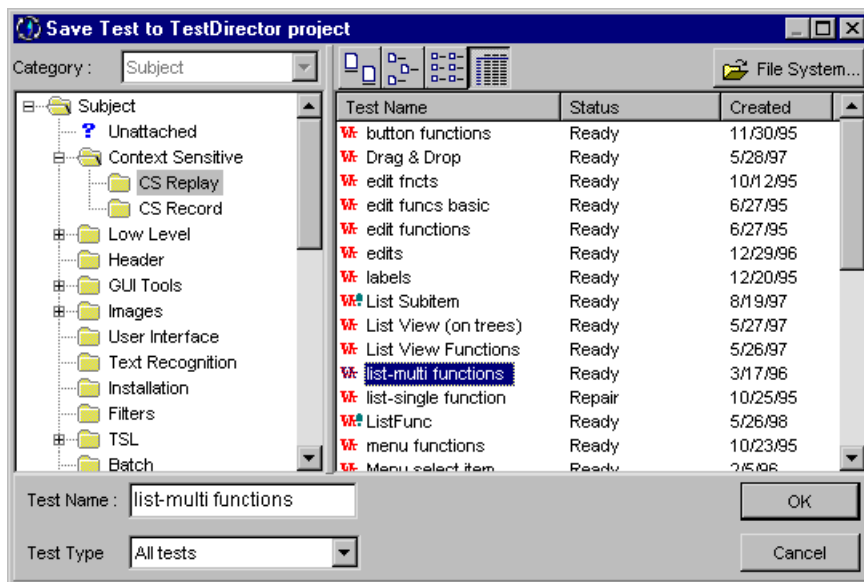 Save Test to TestDirector project
Category : Subject
File System...
Subject
Unattached
Context Sensitive
CS Replay
CS Record
Low Level
Header
GUI Tools
Images
User Interface
Text Recognition
Installation
Filters
TSL
Batch
Test Name Status Created
button functions Ready 11/30/95
Drag & Drop Ready 5/28/97
edit fncts Ready 10/12/95
edit funcs basic Ready 6/27/95
edit functions Ready 6/27/95
edits Ready 12/29/96
labels Ready 12/20/95
List Subitem Ready 8/19/97
List View (on trees) Ready 5/27/97
List View Functions Ready 5/26/97
list-multi functions Ready 3/17/96
list-single function Repair 10/25/95
ListFunc Ready 5/26/98
menu functions Ready 10/23/95
Menu select item Ready 2/5/96
Test Name : list-multi functions
OK
Test Type All tests
Cancel